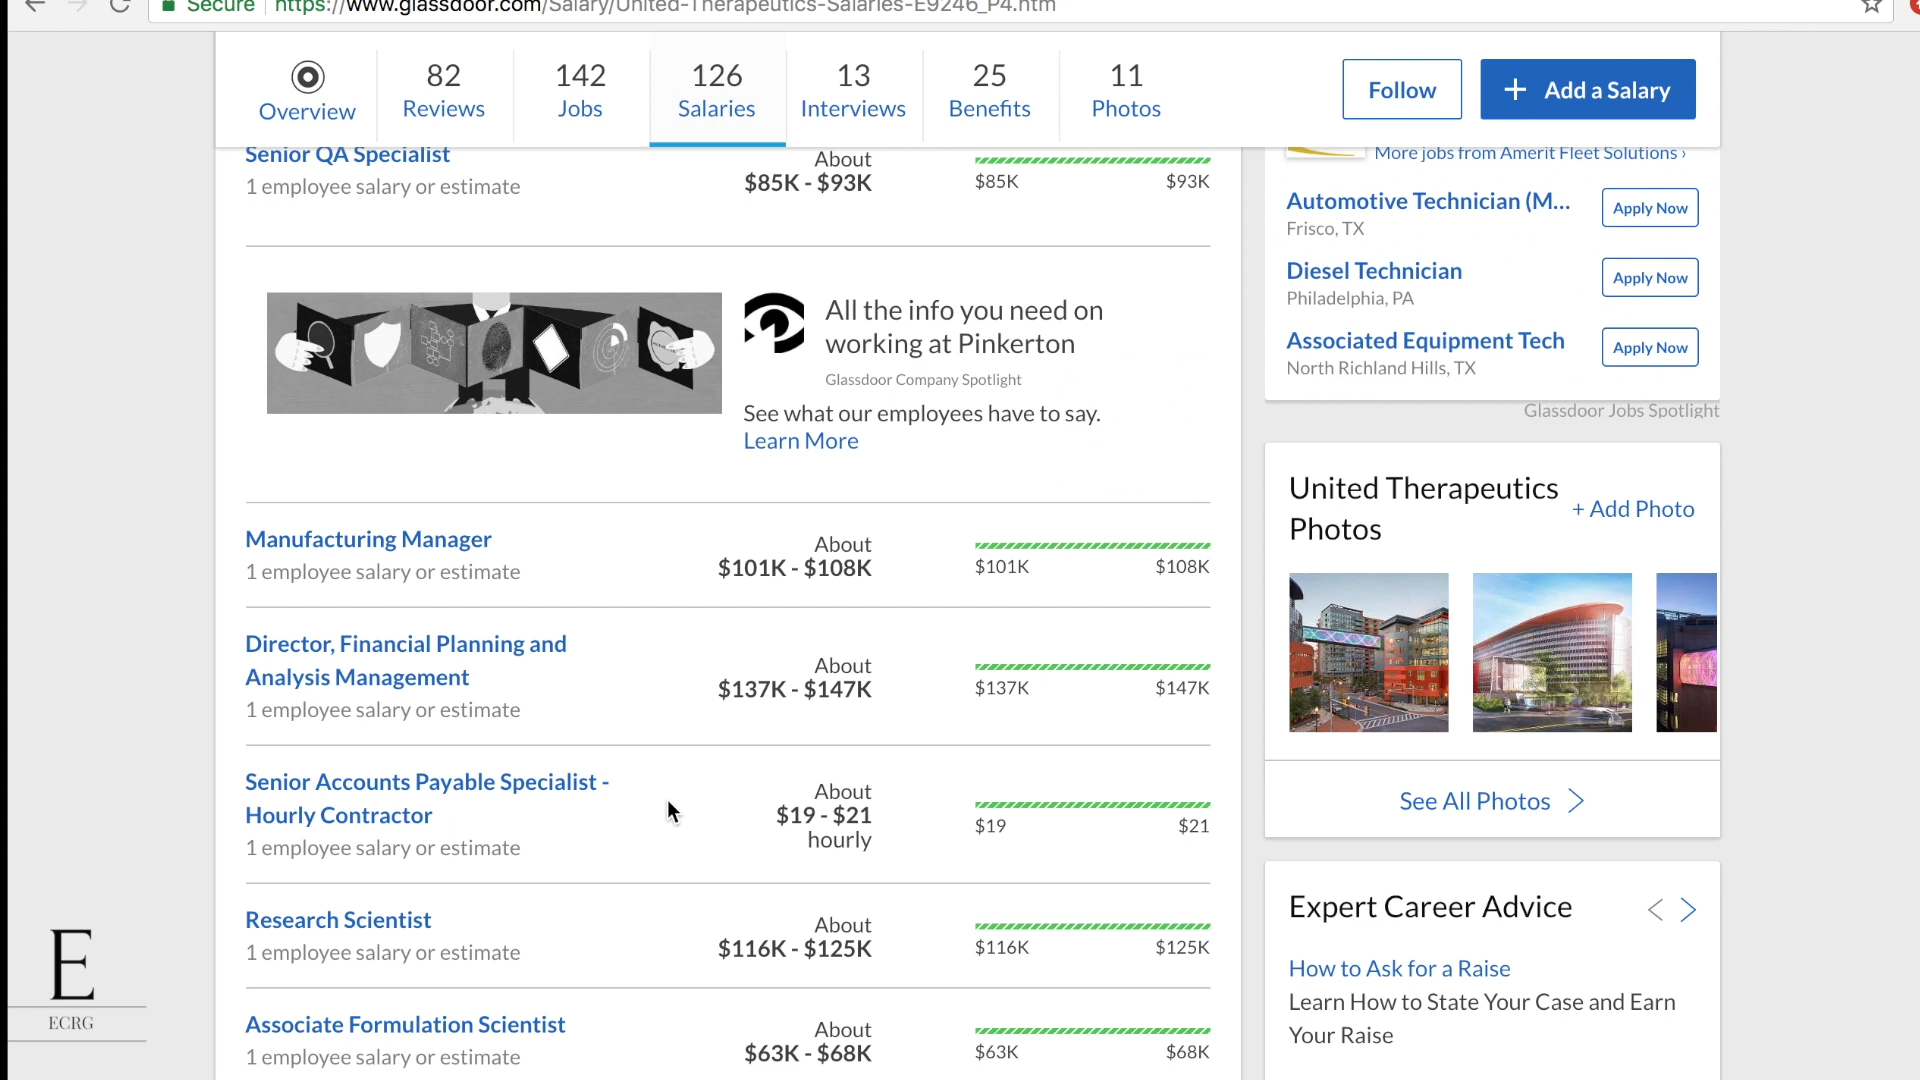 Secure https://www.glassdoor.com/Salary/United-Therapeutics-Salaries-E9246_P4.htm
Overview
82
Reviews
142
Jobs
126
Salaries
13
Interviews
25
Benefits
11
Photos
Follow
+ Add a Salary
Senior QA Specialist
1 employee salary or estimate
About
$85K - $93K
$85K $93K
All the info you need on
working at Pinkerton
Glassdoor Company Spotlight
See what our employees have to say.
Learn More
Manufacturing Manager
1 employee salary or estimate
About
$101K - $108K
$101K $108K
Director, Financial Planning and
Analysis Management
1 employee salary or estimate
About
$137K - $147K
$137K $147K
Senior Accounts Payable Specialist -
Hourly Contractor
1 employee salary or estimate
About
$19 - $21
hourly
$19 $21
Research Scientist
1 employee salary or estimate
About
$116K - $125K
$116K $125K
Associate Formulation Scientist
1 employee salary or estimate
About
$63K - $68K
$63K $68K
More jobs from Amerit Fleet Solutions ›
Automotive Technician (M...
Frisco, TX
Apply Now
Diesel Technician
Philadelphia, PA
Apply Now
Associated Equipment Tech
North Richland Hills, TX
Apply Now
Glassdoor Jobs Spotlight
United Therapeutics
Photos
+ Add Photo
See All Photos
Expert Career Advice
How to Ask for a Raise
Learn How to State Your Case and Earn
Your Raise
E
ECRG